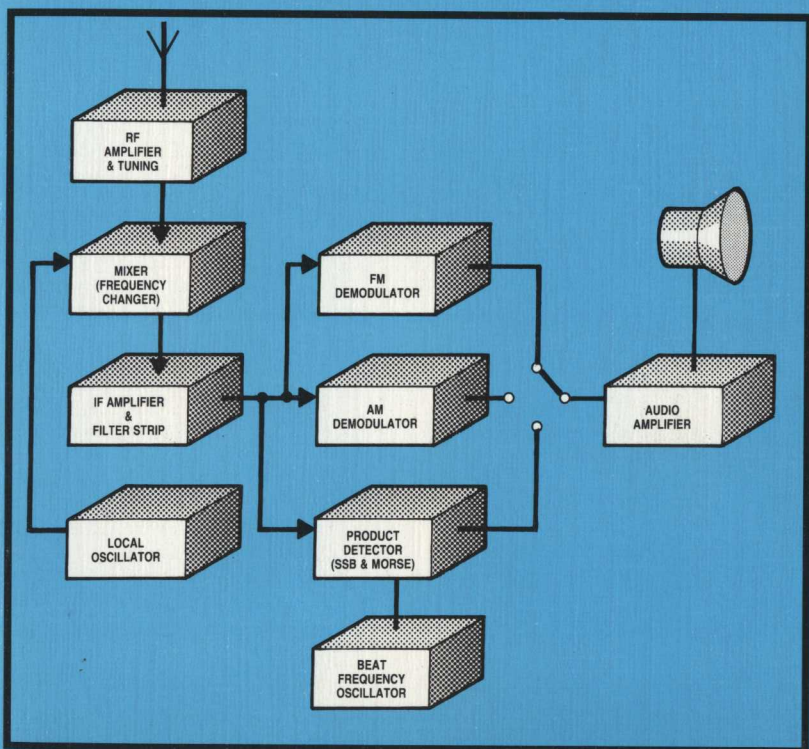 RF
AMPLIFIER
& TUNING
MIXER
(FREQUENCY
CHANGER)
FM
DEMODULATOR
IF AMPLIFIER
&
FILTER STRIP
AM
DEMODULATOR
AUDIO
AMPLIFIER
LOCAL
OSCILLATOR
PRODUCT
DETECTOR
(SSB & MORSE)
BEAT
FREQUENCY
OSCILLATOR